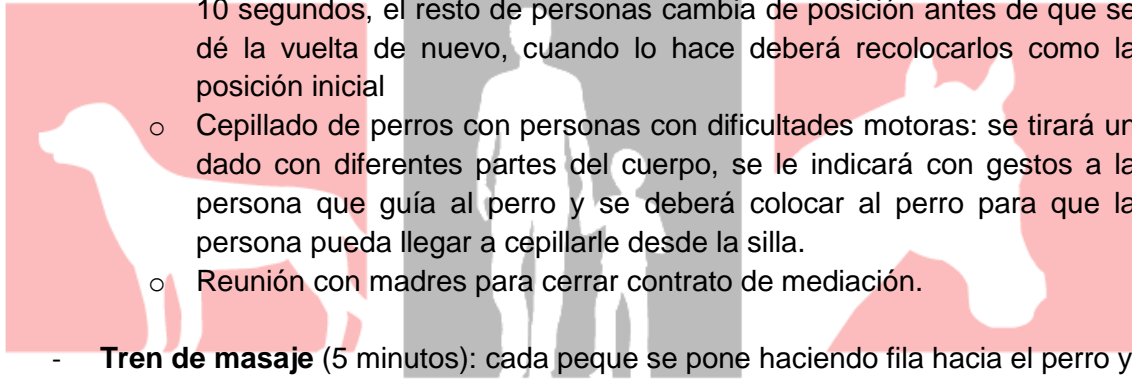 10 segundos, el resto de personas cambia de posición antes de que se
dé la vuelta de nuevo, cuando lo hace deberá recolocarlos como la
posición inicial
o Cepillado de perros con personas con dificultades motoras: se tirará un
dado con diferentes partes del cuerpo, se le indicará con gestos a la
persona que guía al perro y se deberá colocar al perro para que la
persona pueda llegar a cepillarle desde la silla.
o Reunión con madres para cerrar contrato de mediación.
- Tren de masaje (5 minutos): cada peque se pone haciendo fila hacia el perro y